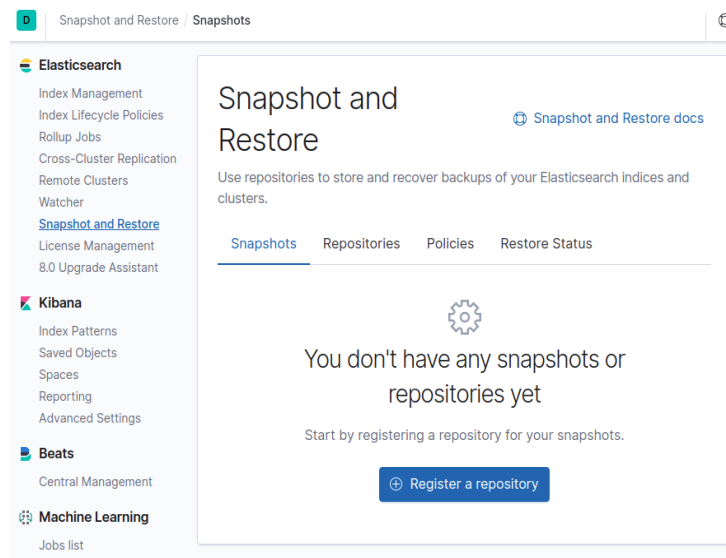 D Snapshot and Restore / Snapshots
Elasticsearch
Index Management
Index Lifecycle Policies
Rollup Jobs
Cross-Cluster Replication
Remote Clusters
Watcher
Snapshot and Restore
License Management
8.0 Upgrade Assistant
Kibana
Index Patterns
Saved Objects
Spaces
Reporting
Advanced Settings
Beats
Central Management
Machine Learning
Jobs list
Snapshot and
Restore
Snapshot and Restore docs
Use repositories to store and recover backups of your Elasticsearch indices and
clusters.
Snapshots Repositories Policies Restore Status
You don't have any snapshots or
repositories yet
Start by registering a repository for your snapshots.
Register a repository